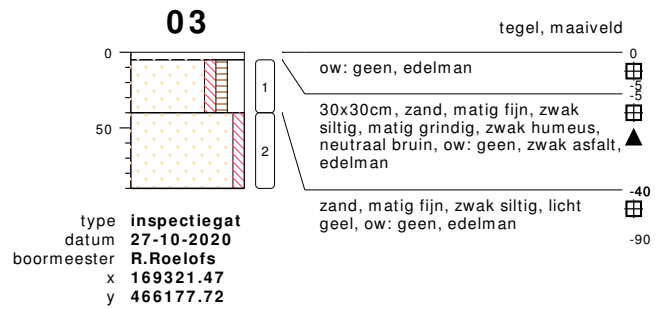 03
tegel, maaiveld
0
50
1
2
0
ow: geen, edelman
-5
-5
30x30cm, zand, matig fijn, zwak
siltig, matig grindig, zwak humeus,
neutraal bruin, ow: geen, zwak asfalt,
edelman
-40
zand, matig fijn, zwak siltig, licht
geel, ow: geen, edelman
-90
type inspectiegat
datum 27-10-2020
boormeester R.Roelofs
x 169321.47
y 466177.72